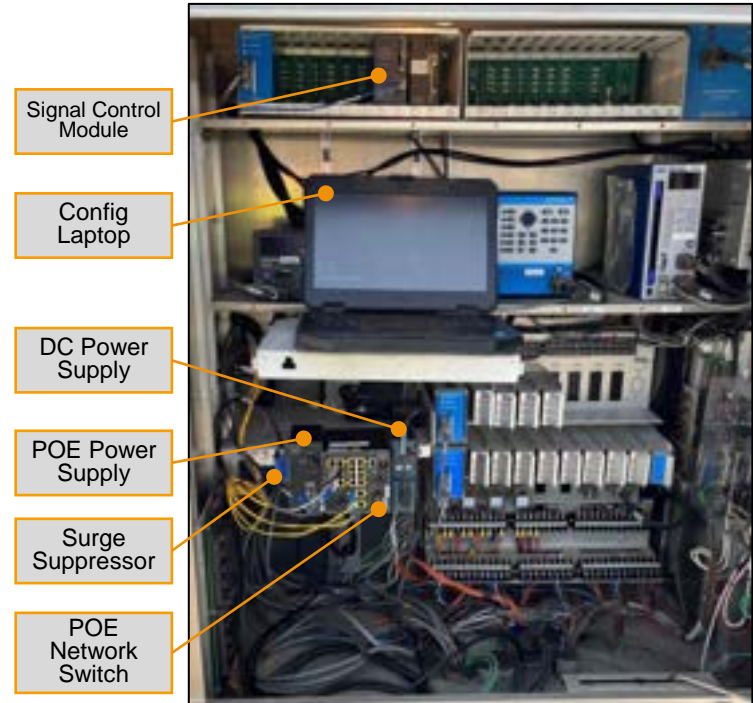 Signal Control
Module
Config
Laptop
DC Power
Supply
POE Power
Supply
Surge
Suppressor
POE
Network
Switch